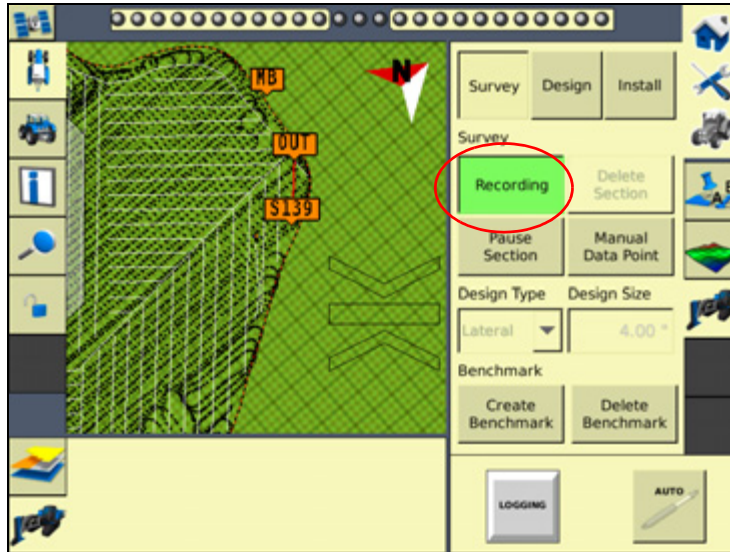 MB
N
OUT
S139
Survey
Design
Install
Survey
Recording
Delete
Section
Pause
Section
Manual
Data Point
Design Type
Design Size
Lateral
4.00 "
Benchmark
Create
Benchmark
Delete
Benchmark
LOGGING
AUTO
A
B